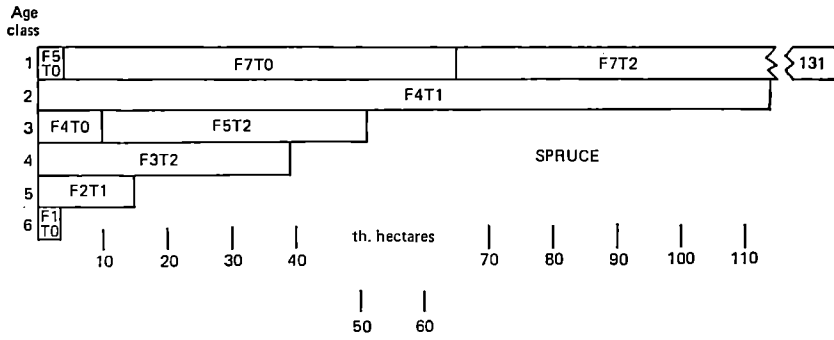 Age
class
1 F5 T0 F7T0 F7T2 131
2 F4T1
3 F4T0 F5T2
4 F3T2 SPRUCE
5 F2T1
6 F1 T0
th. hectares
10 20 30 40 70 80 90 100 110
50 60